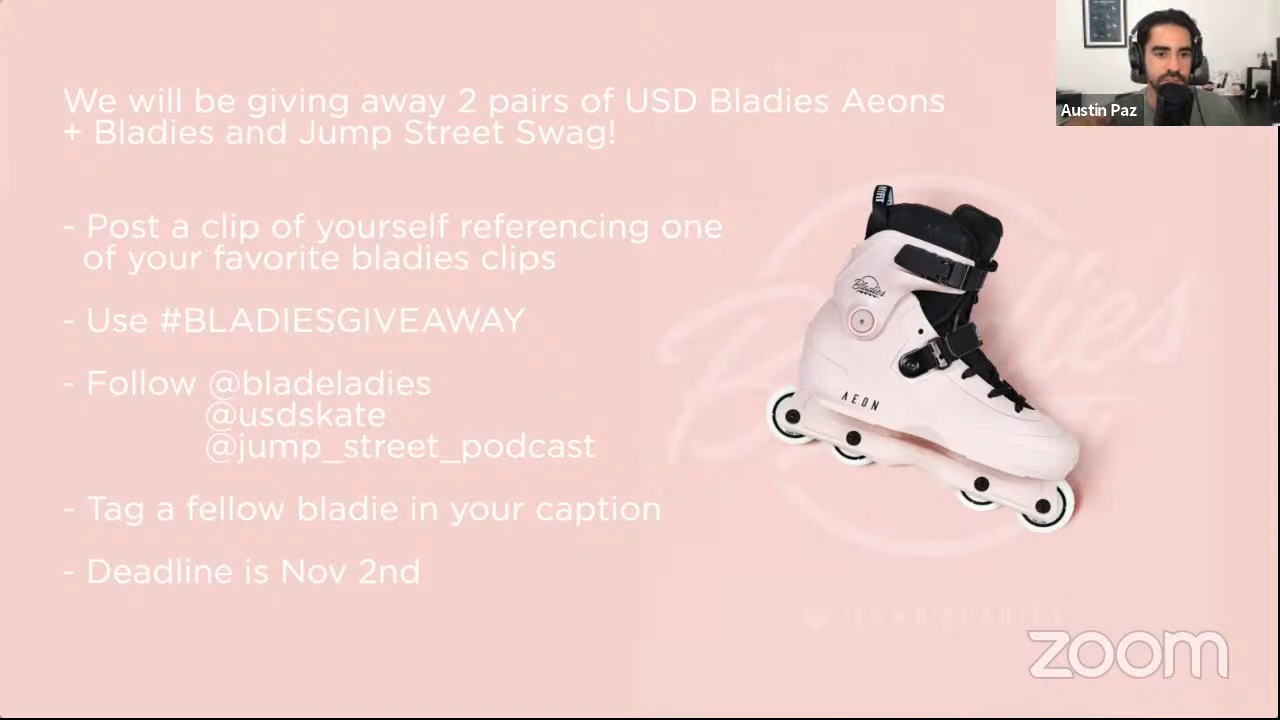 We will be giving away 2 pairs of USD Bladies Aeons
+ Bladies and Jump Street Swag!
- Post a clip of yourself referencing one
of your favorite bladies clips
- Use #BLADIESGIVEAWAY
- Follow @bladeladies
@usdskate
@jump_street_podcast
- Tag a fellow bladie in your caption
- Deadline is Nov 2nd
Austin Paz
Bladies
AEON
zoom